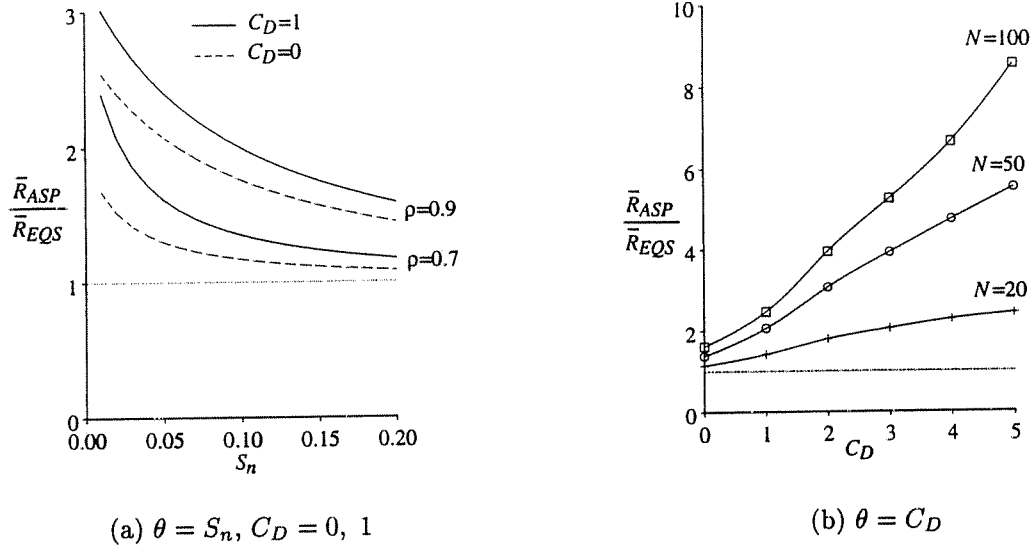 3
2
1
0
C_D=1
C_D=0
R̄_ASP
R̄_EQS
ρ=0.9
ρ=0.7
0.00 0.05 0.10 0.15 0.20
S_n
(a) θ = S_n, C_D = 0, 1
10
8
6
4
2
0
R̄_ASP
R̄_EQS
N=100
N=50
N=20
0 1 2 3 4 5
C_D
(b) θ = C_D